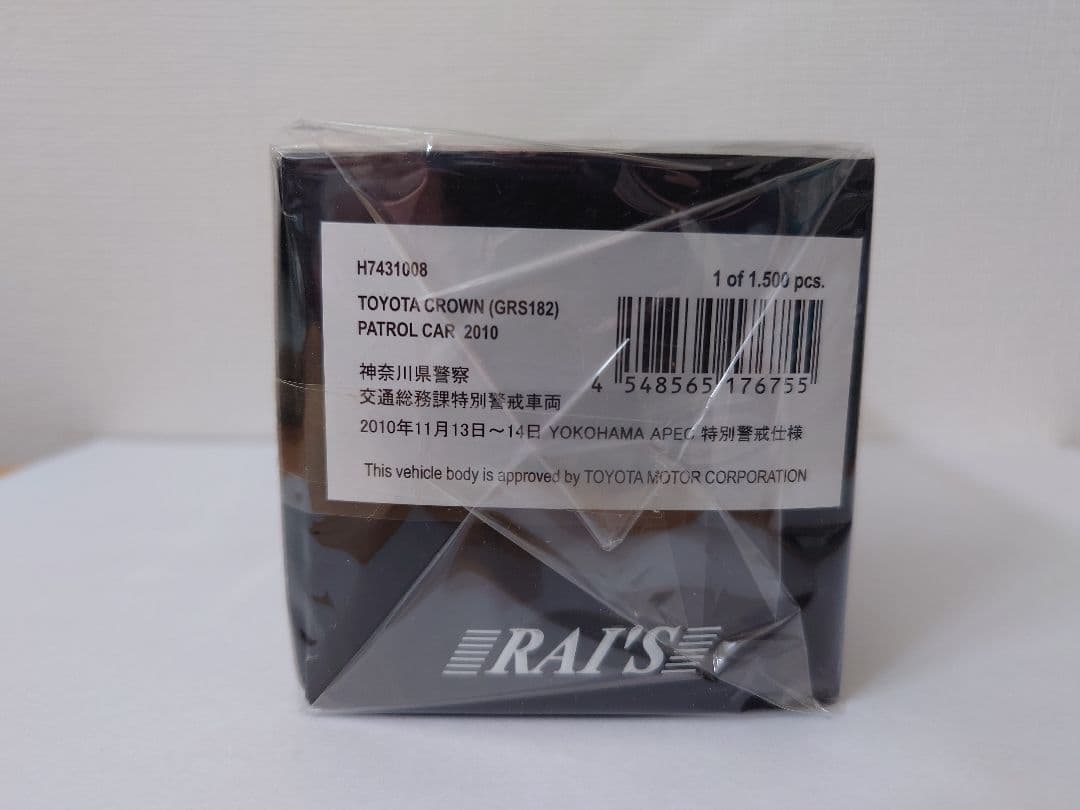 H7431008
1 of 1.500 pcs.
TOYOTA CROWN (GRS182)
PATROL CAR 2010
4 548565 176755
神奈川県警察
交通総務課特別警戒車両
2010年11月13日〜14日 YOKOHAMA APEC 特別警戒仕様
This vehicle body is approved by TOYOTA MOTOR CORPORATION
RAI'S